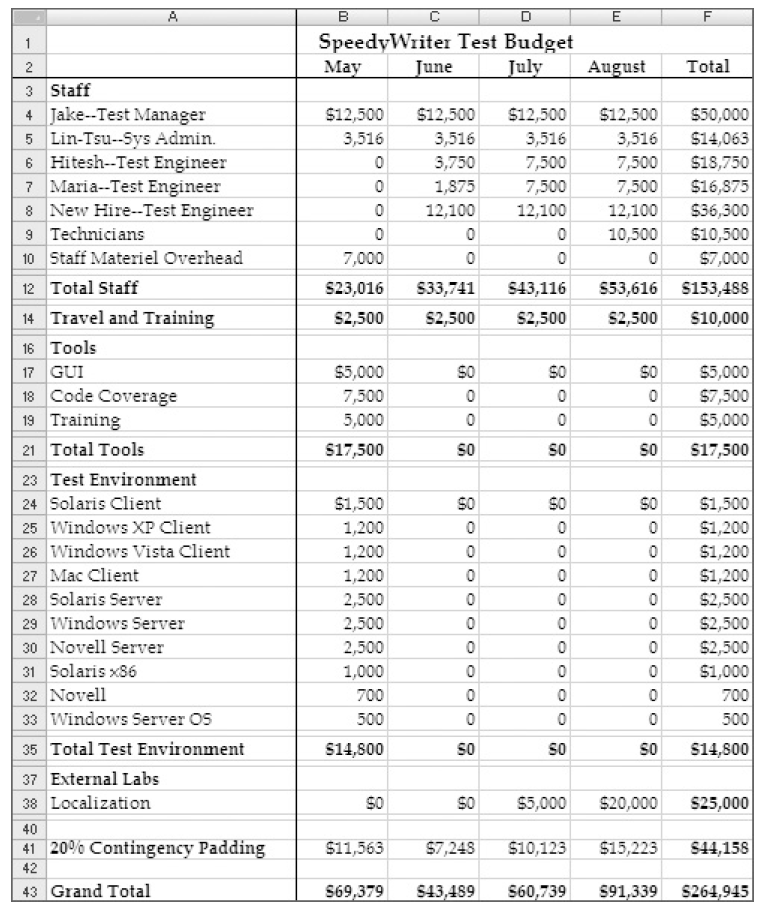 A B C D E F
1 SpeedyWriter Test Budget
2 May June July August Total
3 Staff
4 Jake--Test Manager $12,500 $12,500 $12,500 $12,500 $50,000
5 Lin-Tsu--Sys Admin. 3,516 3,516 3,516 3,516 $14,063
6 Hitesh--Test Engineer 0 3,750 7,500 7,500 $18,750
7 Maria--Test Engineer 0 1,875 7,500 7,500 $16,875
8 New Hire--Test Engineer 0 12,100 12,100 12,100 $36,300
9 Technicians 0 0 0 10,500 $10,500
10 Staff Materiel Overhead 7,000 0 0 0 $7,000
12 Total Staff $23,016 $33,741 $43,116 $53,616 $153,488
14 Travel and Training $2,500 $2,500 $2,500 $2,500 $10,000
16 Tools
17 GUI $5,000 $0 $0 $0 $5,000
18 Code Coverage 7,500 0 0 0 $7,500
19 Training 5,000 0 0 0 $5,000
21 Total Tools $17,500 $0 $0 $0 $17,500
23 Test Environment
24 Solaris Client $1,500 $0 $0 $0 $1,500
25 Windows XP Client 1,200 0 0 0 $1,200
26 Windows Vista Client 1,200 0 0 0 $1,200
27 Mac Client 1,200 0 0 0 $1,200
28 Solaris Server 2,500 0 0 0 $2,500
29 Windows Server 2,500 0 0 0 $2,500
30 Novell Server 2,500 0 0 0 $2,500
31 Solaris x86 1,000 0 0 0 $1,000
32 Novell 700 0 0 0 700
33 Windows Server OS 500 0 0 0 500
35 Total Test Environment $14,800 $0 $0 $0 $14,800
37 External Labs
38 Localization $0 $0 $5,000 $20,000 $25,000
40
41 20% Contingency Padding $11,563 $7,248 $10,123 $15,223 $44,158
42
43 Grand Total $69,379 $43,489 $60,739 $91,339 $264,945